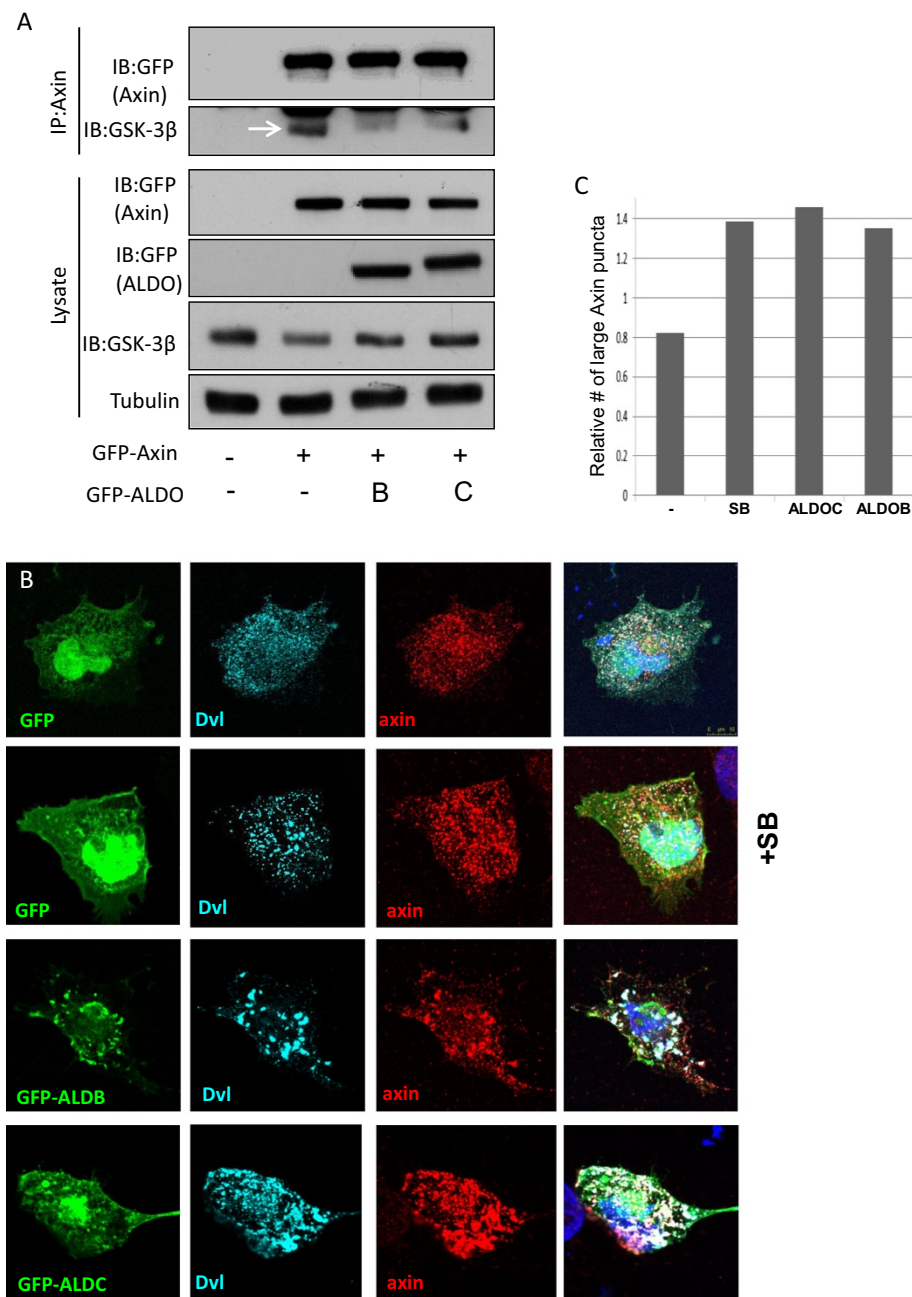 A
IP:Axin
IB:GFP
(Axin)
IB:GSK-3β
Lysate
IB:GFP
(Axin)
IB:GFP
(ALDO)
IB:GSK-3β
Tubulin
GFP-Axin - + + +
GFP-ALDO - - B C
C
Relative # of large Axin puncta
1.4
1.2
1
0.8
0.6
0.4
0.2
0
- SB ALDOC ALDOB
B
GFP Dvl axin
GFP Dvl axin
+SB
GFP-ALDB Dvl axin
GFP-ALDC Dvl axin